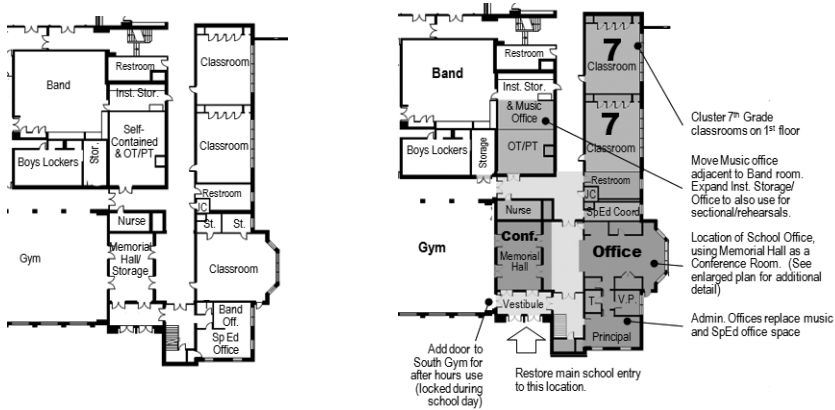 Restroom
Classroom
Band
Inst. Stor.
Self-
Contained
& OT/PT
Classroom
Boys Lockers
Stor.
Restroom
JC
Nurse
St.
St.
Gym
Memorial
Hall/
Storage
Classroom
Band
Off.
Sp Ed
Office
7
Classroom
Restroom
Band
Inst. Stor.
& Music
Office
7
Classroom
OT/PT
Boys Lockers
Storage
Restroom
JC
SpEd Coord.
Nurse
Gym
Conf.
Memorial
Hall
Office
Vestibule
T.
V.P.
Principal
Cluster 7th Grade
classrooms on 1st floor
Move Music office
adjacent to Band room.
Expand Inst. Storage/
Office to also use for
sectional/rehearsals.
Location of School Office,
using Memorial Hall as a
Conference Room. (See
enlarged plan for additional
detail)
Admin. Offices replace music
and SpEd office space
Add door to
South Gym for
after hours use
(locked during
school day)
Restore main school entry
to this location.